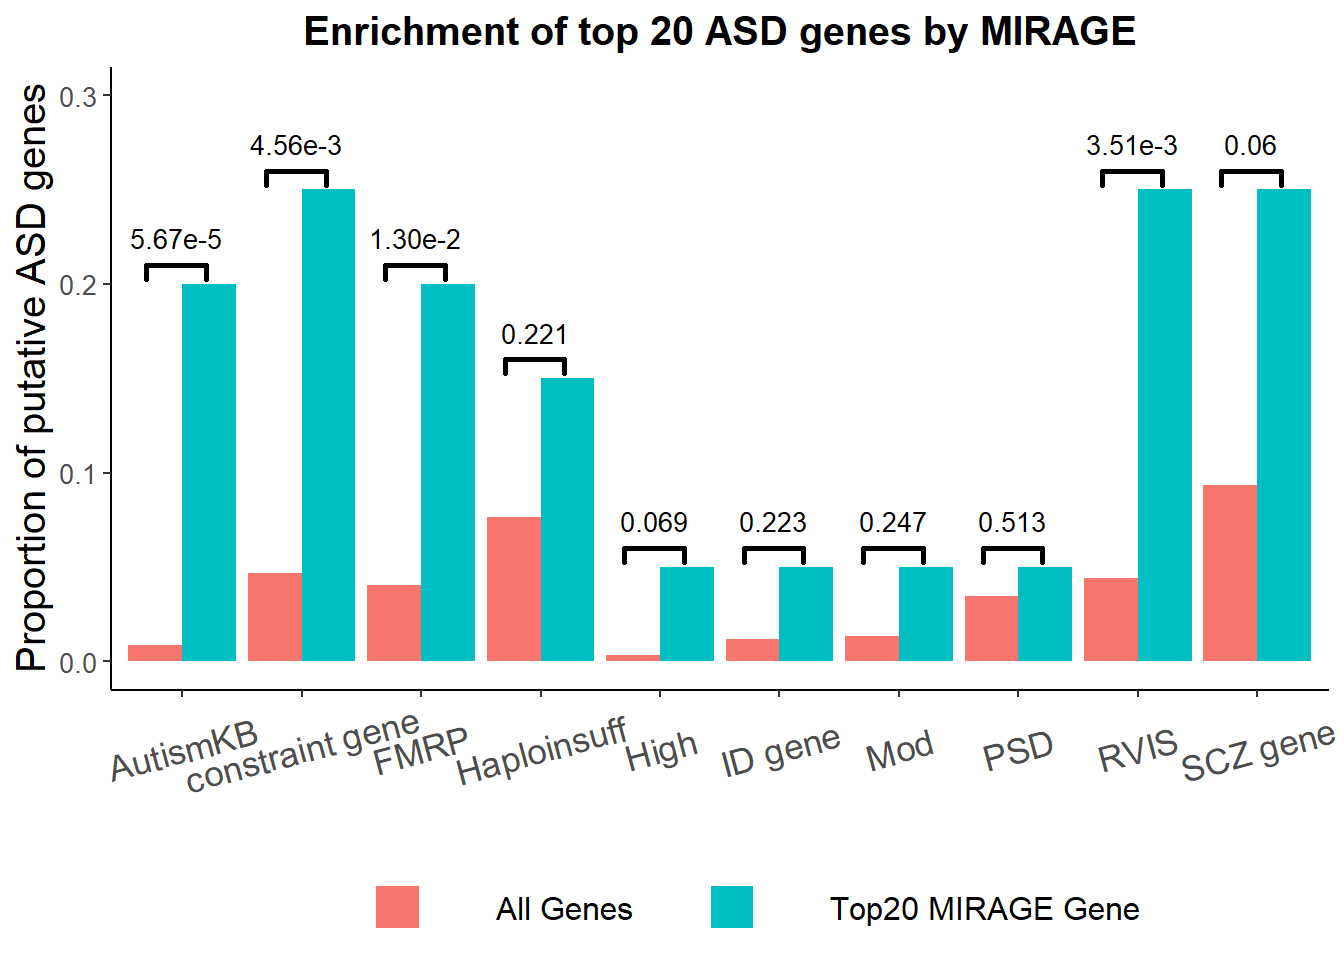 Enrichment of top 20 ASD genes by MIRAGE
Proportion of putative ASD genes
0.3
0.2
0.1
0.0
5.67e-5
4.56e-3
1.30e-2
0.221
0.069
0.223
0.247
0.513
3.51e-3
0.06
AutismKB
constraint gene
FMRP
Haploinsuff
High
ID gene
Mod
PSD
RVIS
SCZ gene
All Genes
Top20 MIRAGE Gene